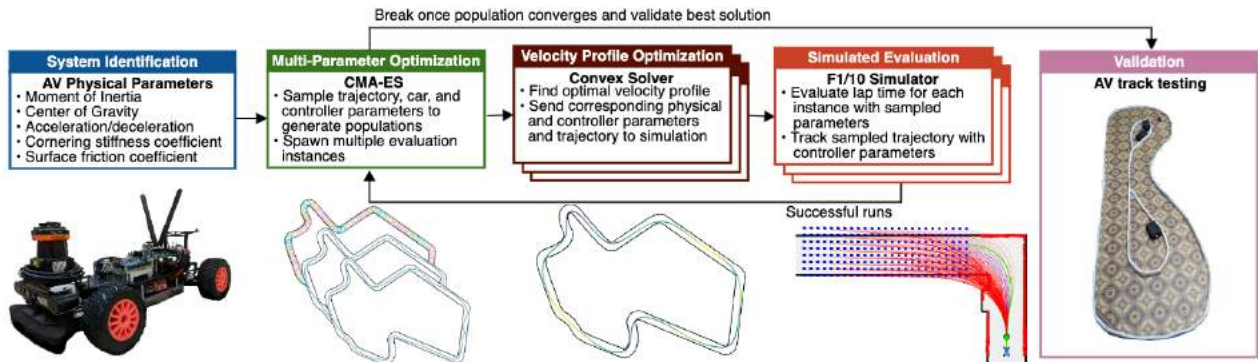 Break once population converges and validate best solution
System Identification
AV Physical Parameters
• Moment of Inertia
• Center of Gravity
• Acceleration/deceleration
• Cornering stiffness coefficient
• Surface friction coefficient
Multi-Parameter Optimization
CMA-ES
• Sample trajectory, car, and
controller parameters to
generate populations
• Spawn multiple evaluation
instances
Velocity Profile Optimization
Convex Solver
• Find optimal velocity profile
• Send corresponding physical
and controller parameters
and trajectory to simulation
Simulated Evaluation
F1/10 Simulator
• Evaluate lap time for each
instance with sampled
parameters
• Track sampled trajectory with
controller parameters
Validation
AV track testing
Successful runs